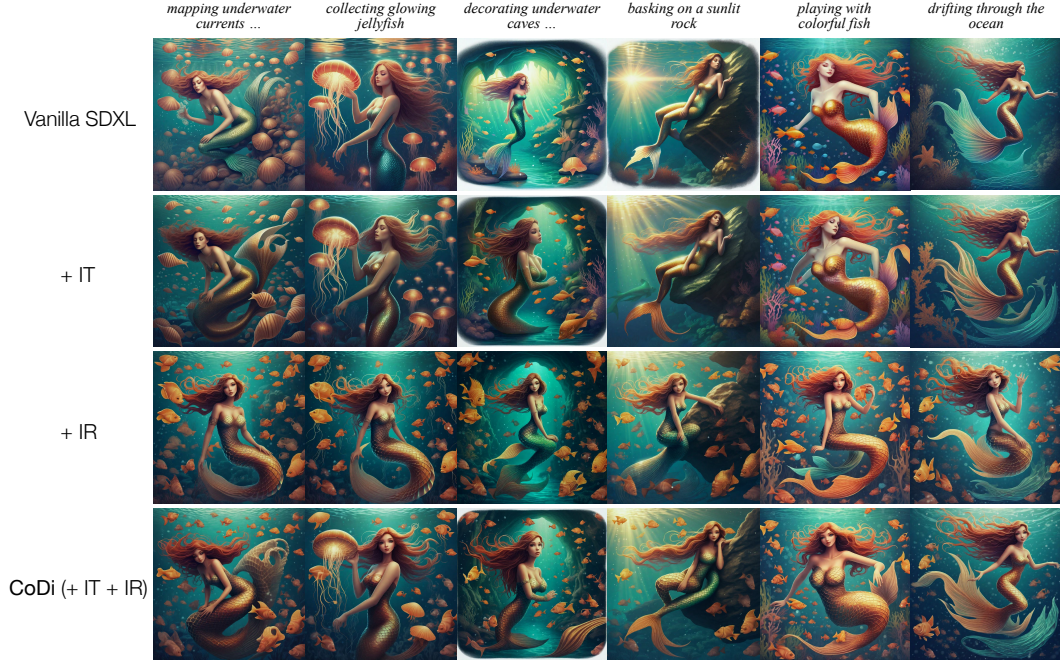 mapping underwater
currents ...
collecting glowing
jellyfish
decorating underwater
caves ...
basking on a sunlit
rock
playing with
colorful fish
drifting through the
ocean
Vanilla SDXL
+ IT
+ IR
CoDi (+ IT + IR)